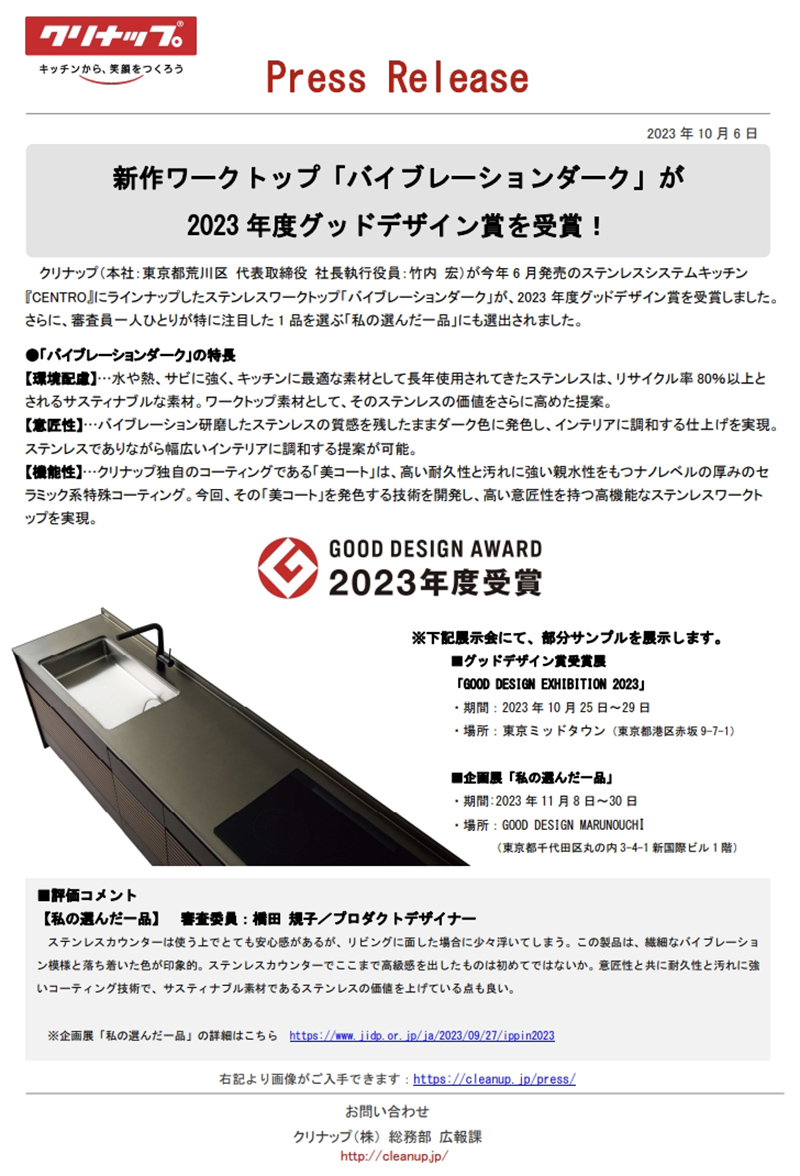 クリナップ®
キッチンから、笑顔をつくろう
Press Release
2023年10月6日
新作ワークトップ「バイブレーションダーク」が
2023年度グッドデザイン賞を受賞！
クリナップ（本社：東京都荒川区 代表取締役 社長執行役員：竹内 宏）が今年6月発売のステンレスシステムキッチン
『CENTRO』にラインナップしたステンレスワークトップ「バイブレーションダーク」が、2023年度グッドデザイン賞を受賞しました。
さらに、審査員一人ひとりが特に注目した1品を選ぶ「私の選んだ一品」にも選出されました。
●「バイブレーションダーク」の特長
【環境配慮】…水や熱、サビに強く、キッチンに最適な素材として長年使用されてきたステンレスは、リサイクル率80%以上と
されるサスティナブルな素材。ワークトップ素材として、そのステンレスの価値をさらに高めた提案。
【意匠性】…バイブレーション研磨したステンレスの質感を残したままダーク色に発色し、インテリアに調和する仕上げを実現。
ステンレスでありながら幅広いインテリアに調和する提案が可能。
【機能性】…クリナップ独自のコーティングである「美コート」は、高い耐久性と汚れに強い親水性をもつナノレベルの厚みのセ
ラミック系特殊コーティング。今回、その「美コート」を発色する技術を開発し、高い意匠性を持つ高機能なステンレスワークト
ップを実現。
GOOD DESIGN AWARD
2023年度受賞
※下記展示会にて、部分サンプルを展示します。
■グッドデザイン賞受賞展
「GOOD DESIGN EXHIBITION 2023」
・期間：2023年10月25日～29日
・場所：東京ミッドタウン（東京都港区赤坂9-7-1）
■企画展「私の選んだ一品」
・期間:2023年11月8日～30日
・場所：GOOD DESIGN MARUNOUCHI
（東京都千代田区丸の内3-4-1新国際ビル1階）
■評価コメント
【私の選んだ一品】 審査委員：橋田 規子／プロダクトデザイナー
ステンレスカウンターは使う上でとても安心感があるが、リビングに面した場合に少々浮いてしまう。この製品は、繊細なバイブレーショ
ン模様と落ち着いた色が印象的。ステンレスカウンターでここまで高級感を出したものは初めてではないか。意匠性と共に耐久性と汚れに強
いコーティング技術で、サスティナブル素材であるステンレスの価値を上げている点も良い。
※企画展「私の選んだ一品」の詳細はこちら https://www.jidp.or.jp/ja/2023/09/27/ippin2023
右記より画像がご入手できます：https://cleanup.jp/press/
お問い合わせ
クリナップ（株） 総務部 広報課
http://cleanup.jp/